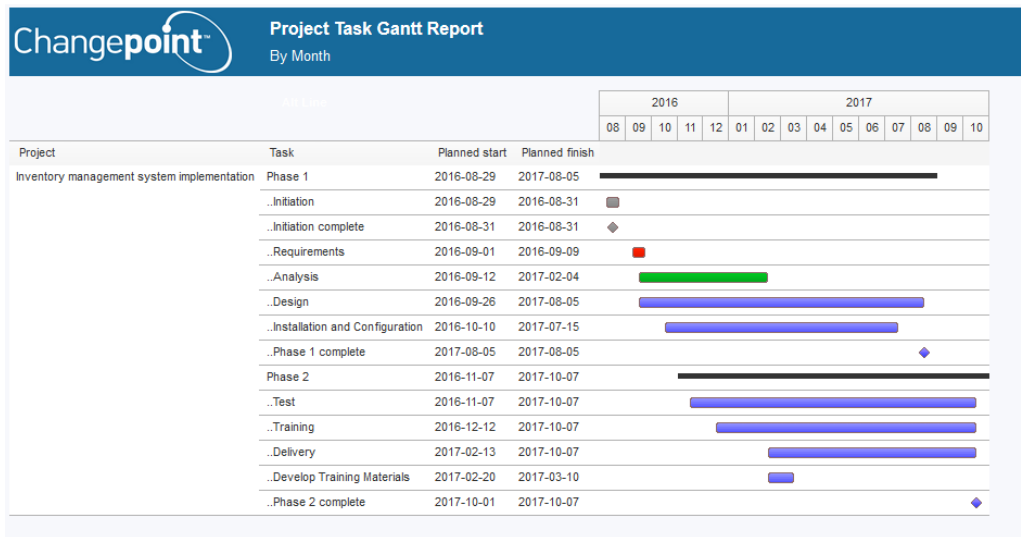 Changepoint™
Project Task Gantt Report
By Month
2016 2017
08 09 10 11 12 01 02 03 04 05 06 07 08 09 10
Project Task Planned start Planned finish
Inventory management system implementation Phase 1 2016-08-29 2017-08-05
..Initiation 2016-08-29 2016-08-31
..Initiation complete 2016-08-31 2016-08-31
..Requirements 2016-09-01 2016-09-09
..Analysis 2016-09-12 2017-02-04
..Design 2016-09-26 2017-08-05
..Installation and Configuration 2016-10-10 2017-07-15
..Phase 1 complete 2017-08-05 2017-08-05
Phase 2 2016-11-07 2017-10-07
..Test 2016-11-07 2017-10-07
..Training 2016-12-12 2017-10-07
..Delivery 2017-02-13 2017-10-07
..Develop Training Materials 2017-02-20 2017-03-10
..Phase 2 complete 2017-10-01 2017-10-07